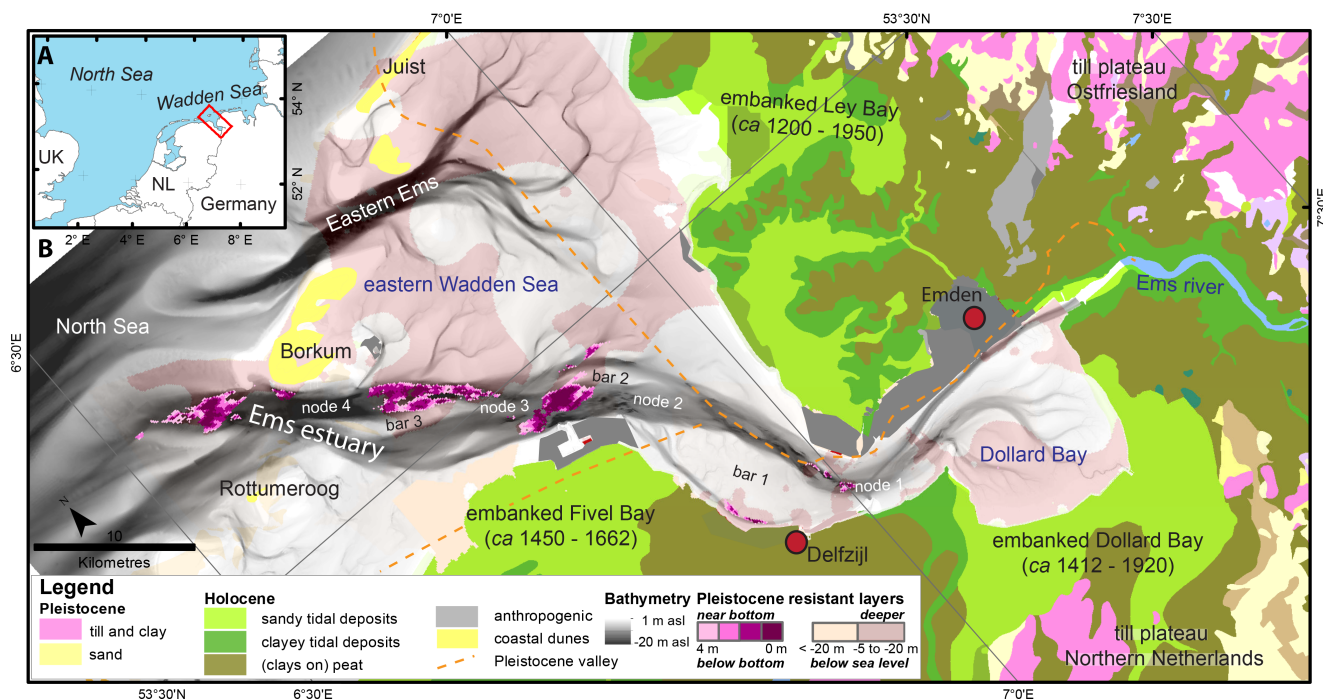 7°0'E
53°30'N
7°30'E
A
North Sea
Wadden Sea
UK
NL
Germany
54° N
52° N
2° E
4° E
6°E
8° E
B
Juist
Eastern Ems
embanked Ley Bay
(ca 1200 - 1950)
till plateau
Ostfriesland
7°30'E
eastern Wadden Sea
Emden
Ems river
North Sea
6°30'E
Borkum
bar 2
node 4
node 3
node 2
bar 3
Ems estuary
bar 1
node 1
Dollard Bay
Rottumeroog
N
10
Kilometres
embanked Fivel Bay
(ca 1450 - 1662)
Delfzijl
embanked Dollard Bay
(ca 1412 - 1920)
till plateau
Northern Netherlands
Legend
Pleistocene
till and clay
sand
Holocene
sandy tidal deposits
clayey tidal deposits
(clays on) peat
anthropogenic
coastal dunes
Pleistocene valley
Bathymetry
1 m asl
-20 m asl
Pleistocene resistant layers
near bottom
deeper
4 m
0 m
below bottom
< -20 m
-5 to -20 m
below sea level
53°30'N
6°30'E
7°0'E